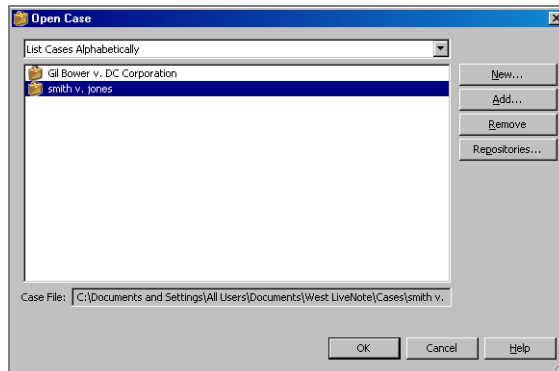 Open Case
List Cases Alphabetically
Gil Bower v. DC Corporation
smith v. jones
New...
Add...
Remove
Repositories...
Case File: C:\Documents and Settings\All Users\Documents\West LiveNote\Cases\smith v.
OK Cancel Help